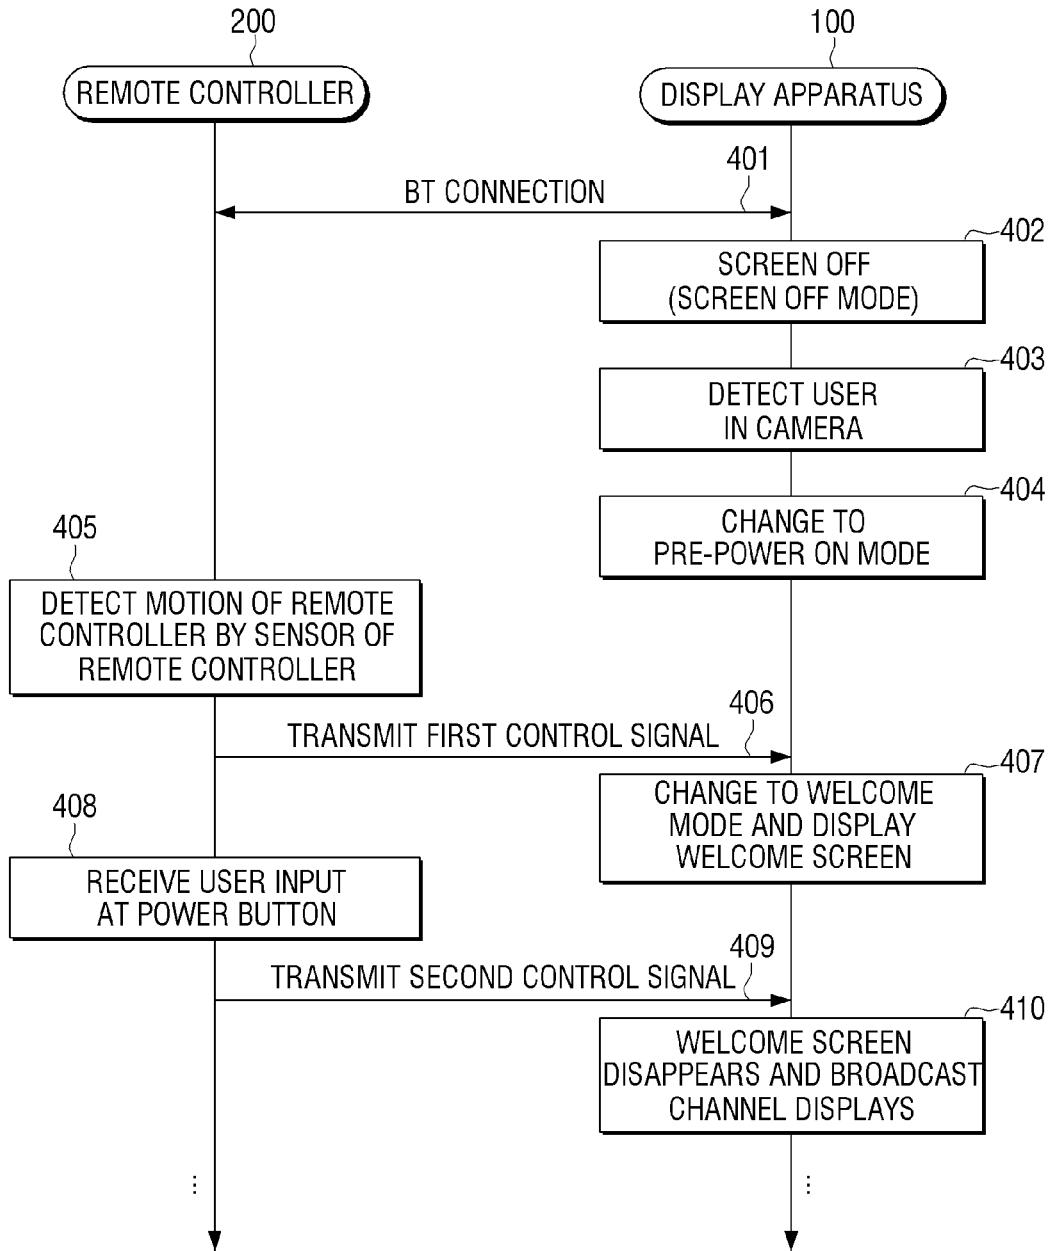 200
100
REMOTE CONTROLLER
DISPLAY APPARATUS
401
BT CONNECTION
402
SCREEN OFF
(SCREEN OFF MODE)
403
DETECT USER
IN CAMERA
404
CHANGE TO
PRE-POWER ON MODE
405
DETECT MOTION OF REMOTE
CONTROLLER BY SENSOR OF
REMOTE CONTROLLER
406
TRANSMIT FIRST CONTROL SIGNAL
407
CHANGE TO WELCOME
MODE AND DISPLAY
WELCOME SCREEN
408
RECEIVE USER INPUT
AT POWER BUTTON
409
TRANSMIT SECOND CONTROL SIGNAL
410
WELCOME SCREEN
DISAPPEARS AND BROADCAST
CHANNEL DISPLAYS